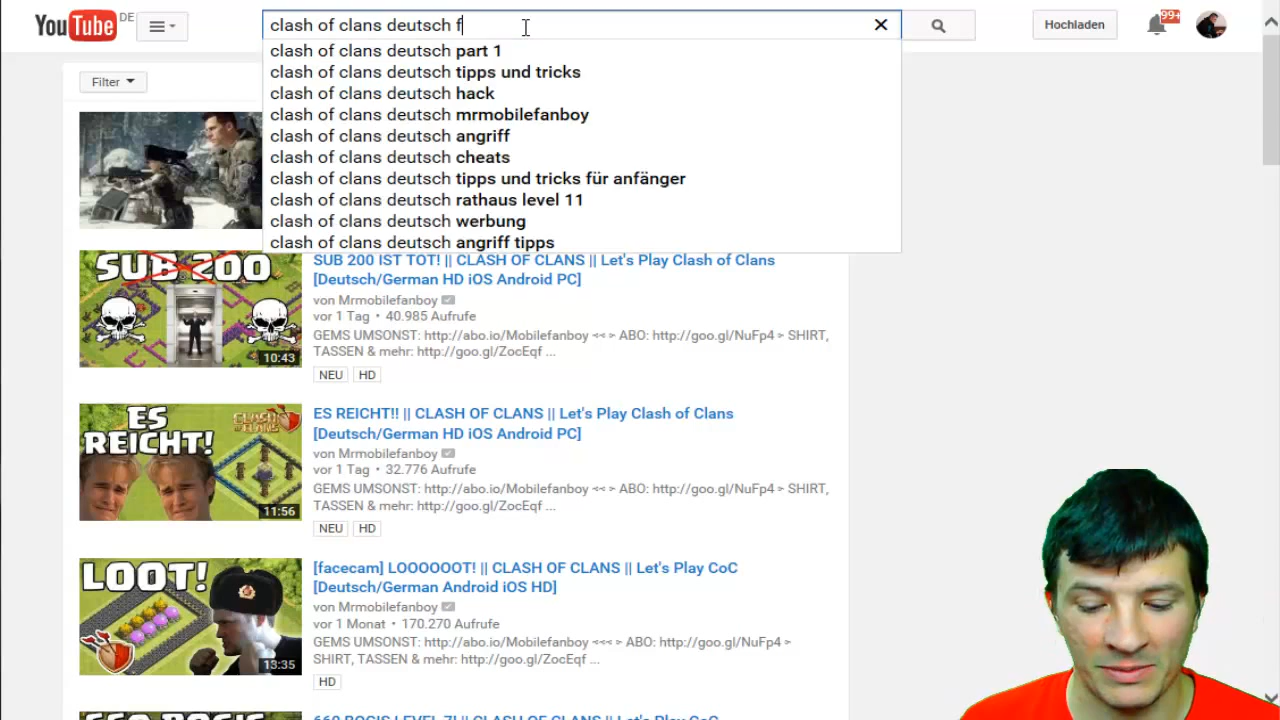 YouTube DE
clash of clans deutsch f
Hochladen
99+
clash of clans deutsch part 1
clash of clans deutsch tipps und tricks
clash of clans deutsch hack
clash of clans deutsch mrmobilefanboy
clash of clans deutsch angriff
clash of clans deutsch cheats
clash of clans deutsch tipps und tricks für anfänger
clash of clans deutsch rathaus level 11
clash of clans deutsch werbung
clash of clans deutsch angriff tipps
Filter
SUB 200
10:43
SUB 200 IST TOT! || CLASH OF CLANS || Let's Play Clash of Clans
[Deutsch/German HD iOS Android PC]
von Mrmobilefanboy
vor 1 Tag • 40.985 Aufrufe
GEMS UMSONST: http://abo.io/Mobilefanboy <<~ > ABO: http://goo.gl/NuFp4 > SHIRT,
TASSEN & mehr: http://goo.gl/ZocEqf ...
NEU HD
ES
REICHT!
CLASH OF CLANS
11:56
ES REICHT!! || CLASH OF CLANS || Let's Play Clash of Clans
[Deutsch/German HD iOS Android PC]
von Mrmobilefanboy
vor 1 Tag • 32.776 Aufrufe
GEMS UMSONST: http://abo.io/Mobilefanboy <<~ > ABO: http://goo.gl/NuFp4 > SHIRT,
TASSEN & mehr: http://goo.gl/ZocEqf ...
NEU HD
LOOT!
13:35
[facecam] LOOOOOOT! || CLASH OF CLANS || Let's Play CoC
[Deutsch/German Android iOS HD]
von Mrmobilefanboy
vor 1 Monat • 170.270 Aufrufe
GEMS UMSONST: http://abo.io/Mobilefanboy <<~ > ABO: http://goo.gl/NuFp4 >
SHIRT, TASSEN & mehr: http://goo.gl/ZocEqf ...
HD